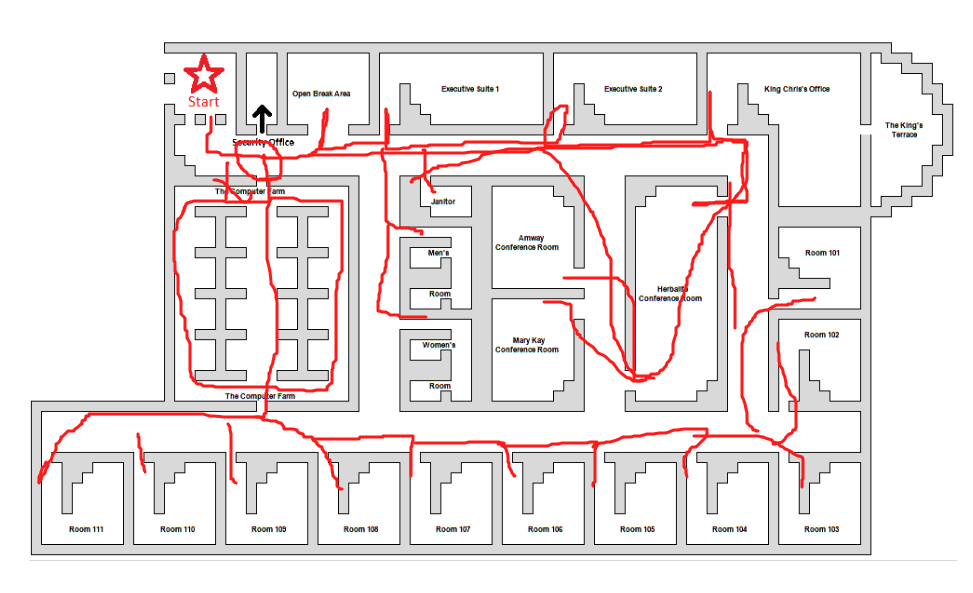 Start
Open Break Area
Executive Suite 1
Executive Suite 2
King Chris's Office
The King's
Terrace
Security Office
The Computer Farm
Janitor
Men's
Room
Amway
Conference Room
Herbalife
Conference Room
Room 101
Room 102
Women's
Room
Mary Kay
Conference Room
The Computer Farm
Room 111
Room 110
Room 109
Room 108
Room 107
Room 106
Room 105
Room 104
Room 103